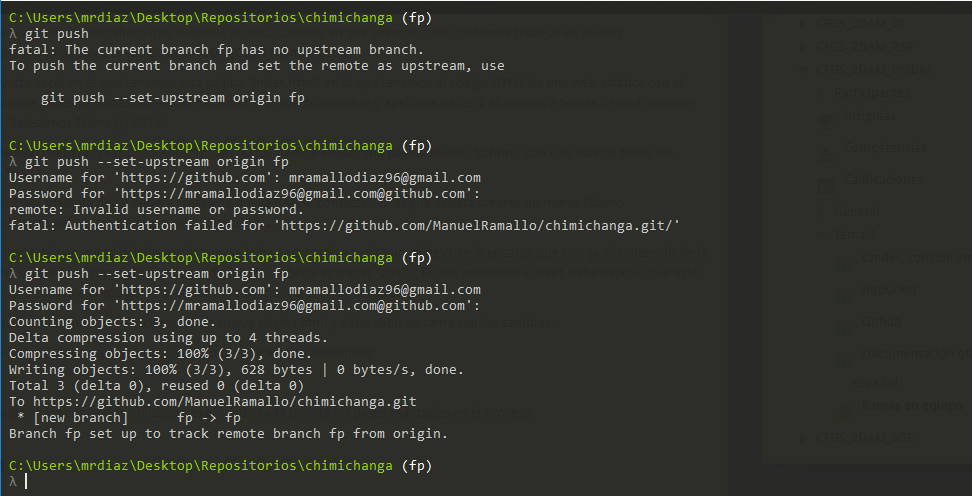 C:\Users\mrdiaz\Desktop\Repositorios\chimichanga (fp)
λ git push
fatal: The current branch fp has no upstream branch.
To push the current branch and set the remote as upstream, use
git push --set-upstream origin fp
C:\Users\mrdiaz\Desktop\Repositorios\chimichanga (fp)
λ git push --set-upstream origin fp
Username for 'https://github.com': mramallodiaz96@gmail.com
Password for 'https://mramallodiaz96@gmail.com@github.com':
remote: Invalid username or password.
fatal: Authentication failed for 'https://github.com/ManuelRamallo/chimichanga.git/'
C:\Users\mrdiaz\Desktop\Repositorios\chimichanga (fp)
λ git push --set-upstream origin fp
Username for 'https://github.com': mramallodiaz96@gmail.com
Password for 'https://mramallodiaz96@gmail.com@github.com':
Counting objects: 3, done.
Delta compression using up to 4 threads.
Compressing objects: 100% (3/3), done.
Writing objects: 100% (3/3), 628 bytes | 0 bytes/s, done.
Total 3 (delta 0), reused 0 (delta 0)
To https://github.com/ManuelRamallo/chimichanga.git
* [new branch] fp -> fp
Branch fp set up to track remote branch fp from origin.
C:\Users\mrdiaz\Desktop\Repositorios\chimichanga (fp)
λ
Participantes
Insignias
Competencias
Calificaciones
General